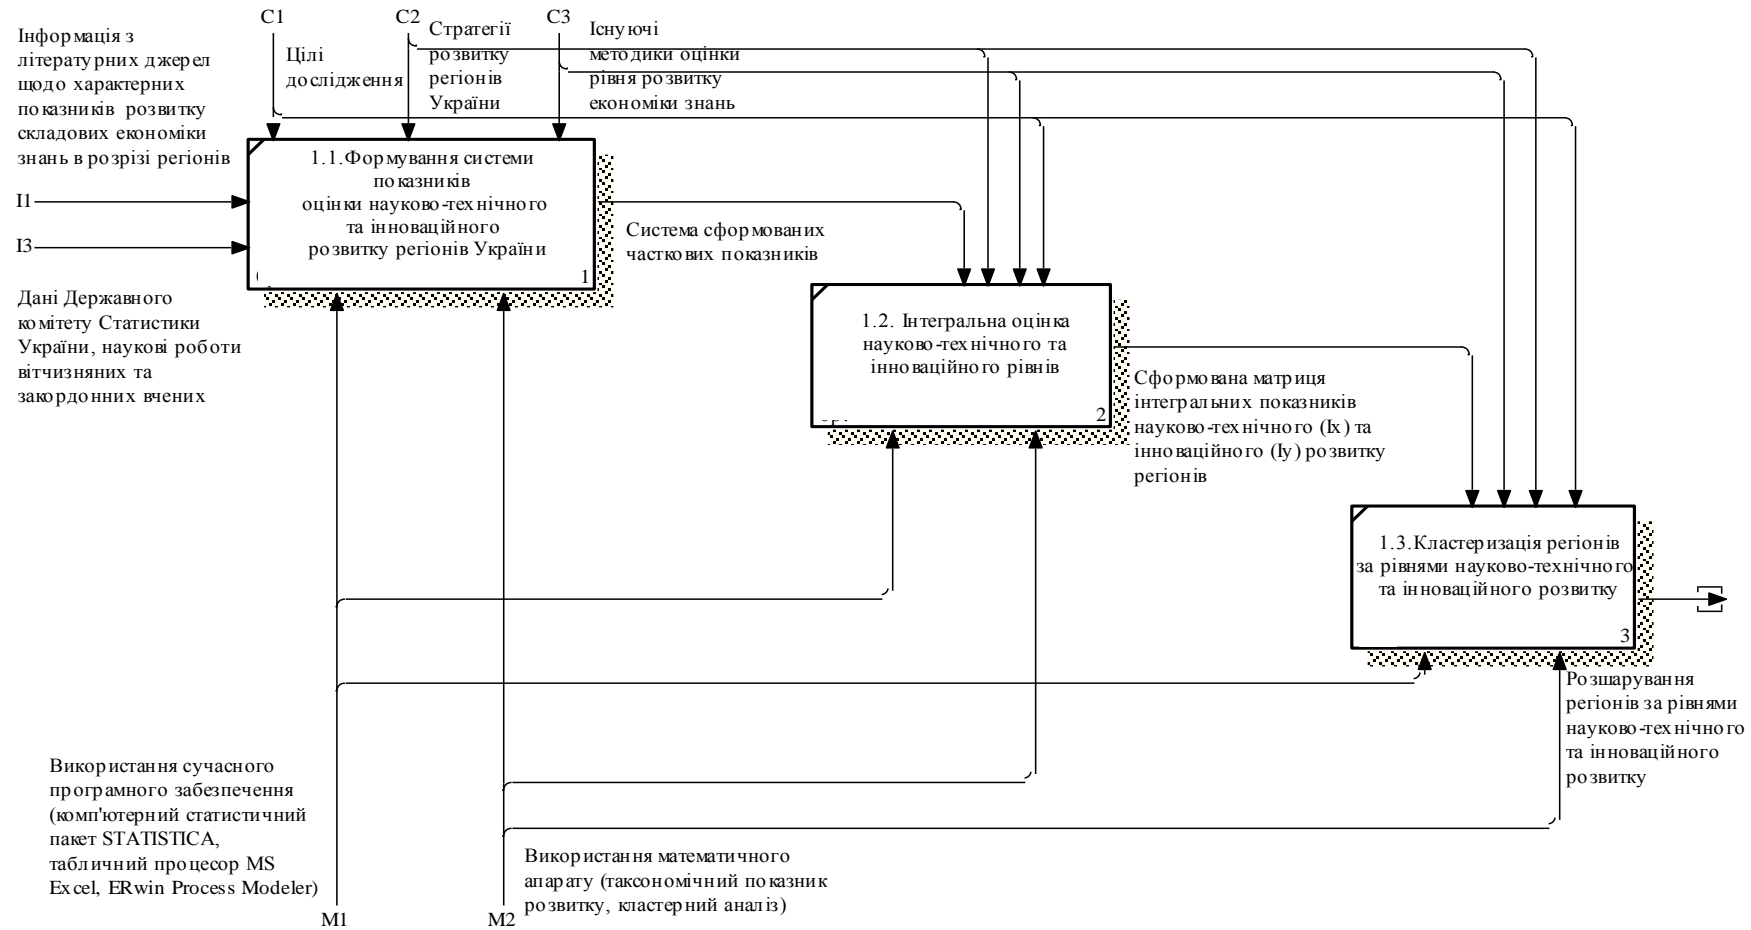 C1
C2
C3
Інформація з
літературних джерел
щодо характерних
показників розвитку
складових економіки
знань в розрізі регіонів
Цілі
дослідження
Стратегії
розвитку
регіонів
України
Існуючі
методики оцінки
рівня розвитку
економіки знань
I1
I3
1.1.Формування системи
показників
оцінки науково-технічного
та інноваційного
розвитку регіонів України
1
Дані Державного
комітету Статистики
України, наукові роботи
вітчизняних та
закордонних вчених
Система сформованих
часткових показників
1.2. Інтегральна оцінка
науково-технічного та
інноваційного рівнів
2
Сформована матриця
інтегральних показників
науково-технічного (Іх) та
інноваційного (Іу) розвитку
регіонів
1.3.Кластеризація регіонів
за рівнями науково-технічного
та інноваційного розвитку
3
Розшарування
регіонів за рівнями
науково-технічного
та інноваційного
розвитку
Використання сучасного
програмного забезпечення
(комп'ютерний статистичний
пакет STATISTICA,
табличний процесор MS
Excel, ERwin Process Modeler)
Використання математичного
апарату (таксономічний показник
розвитку, кластерний аналіз)
M1
M2